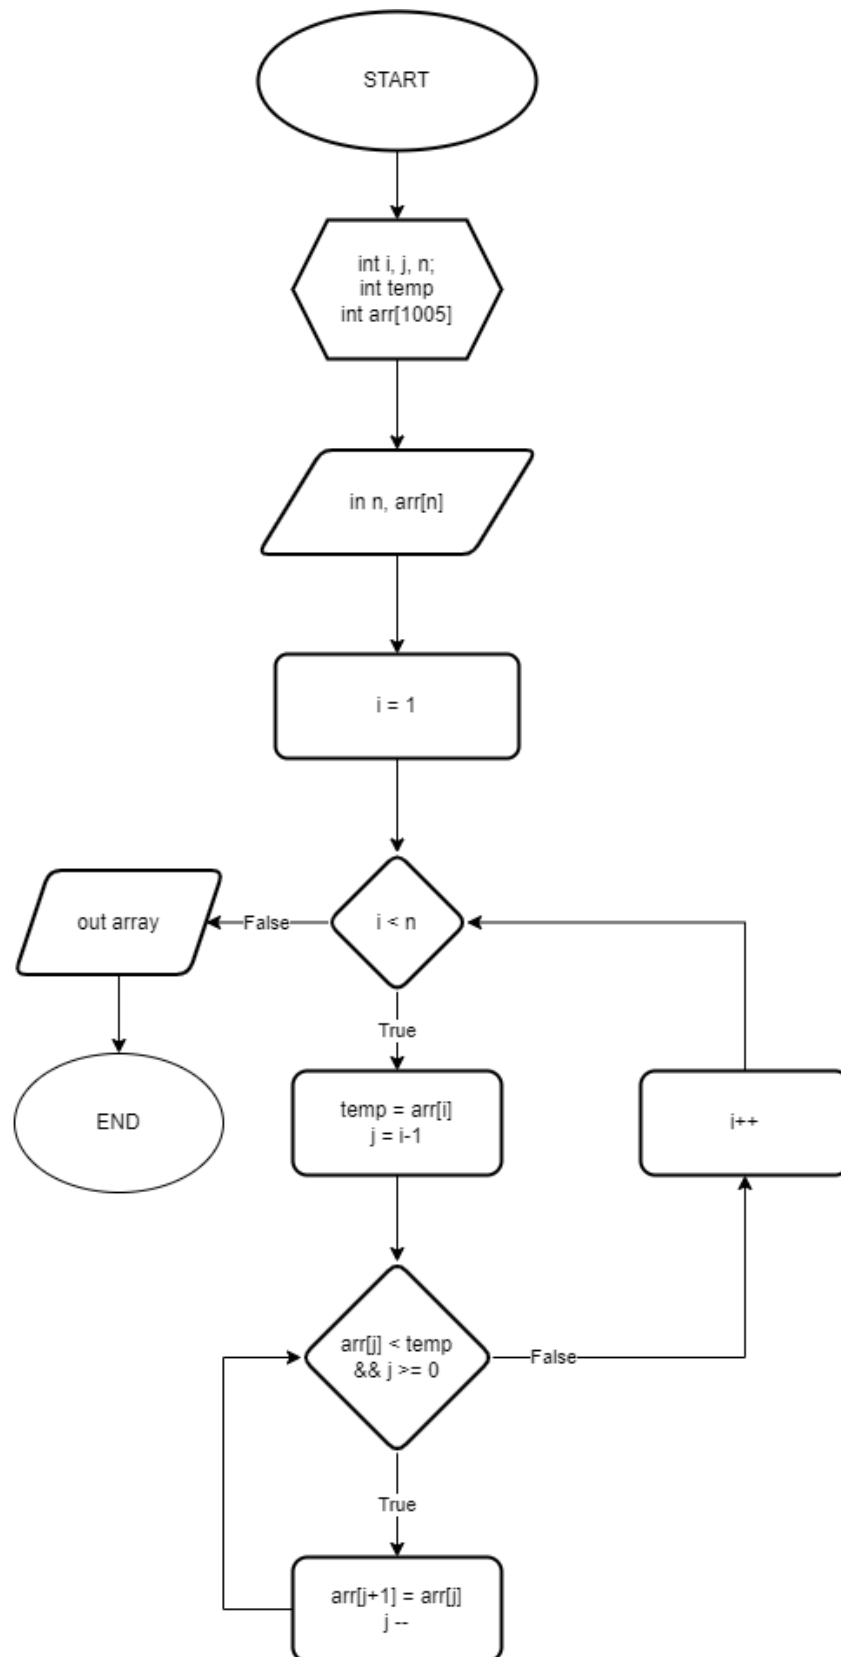 START
int i, j, n;
int temp
int arr[1005]
in n, arr[n]
i = 1
out array
False
i < n
True
END
temp = arr[i]
j = i-1
i++
arr[j] < temp
&& j >= 0
False
True
arr[j+1] = arr[j]
j --